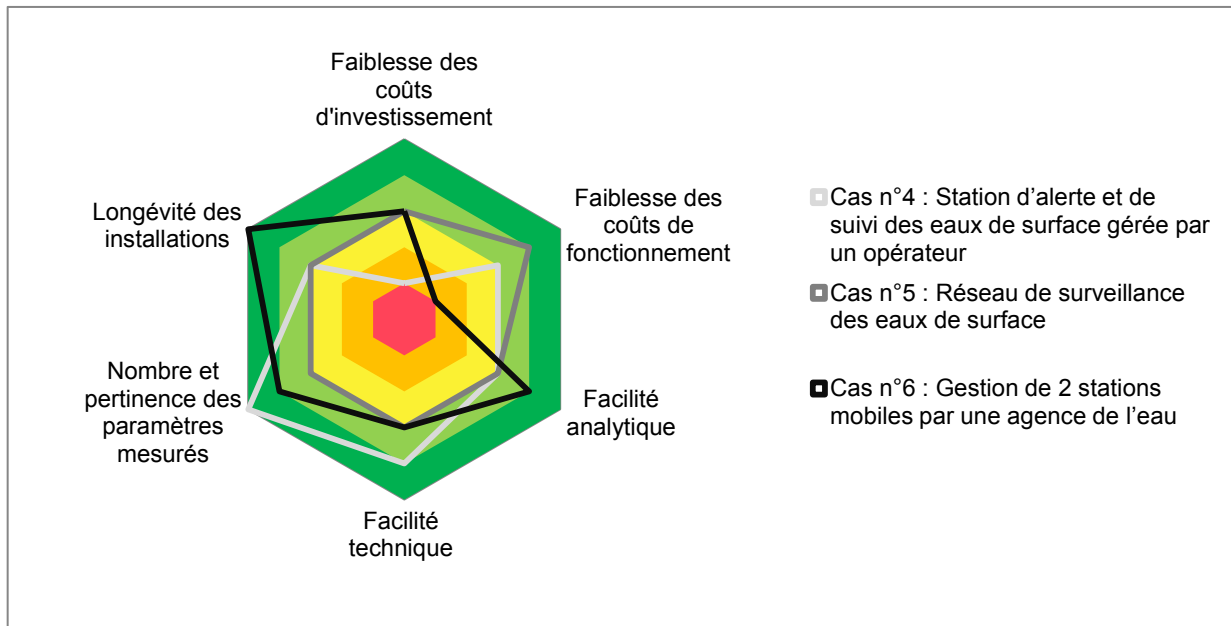 Faiblesse des
coûts
d'investissement
Faiblesse des
coûts de
fonctionnement
Facilité
analytique
Facilité
technique
Nombre et
pertinence des
paramètres
mesurés
Longévité des
installations
Cas n°4 : Station d’alerte et de
suivi des eaux de surface gérée par
un opérateur
Cas n°5 : Réseau de surveillance
des eaux de surface
Cas n°6 : Gestion de 2 stations
mobiles par une agence de l’eau